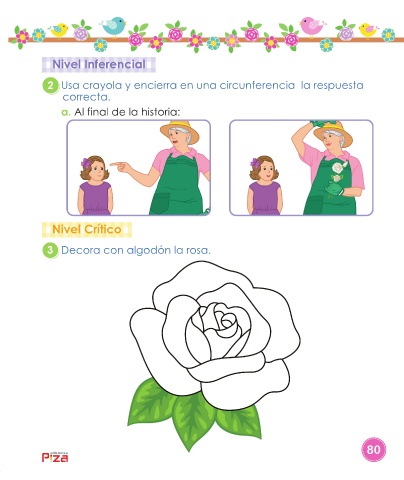 Nivel Inferencial
2 Usa crayola y encierra en una circunferencia la respuesta
correcta.
a. Al final de la historia:
Nivel Crítico
3 Decora con algodón la rosa.
80